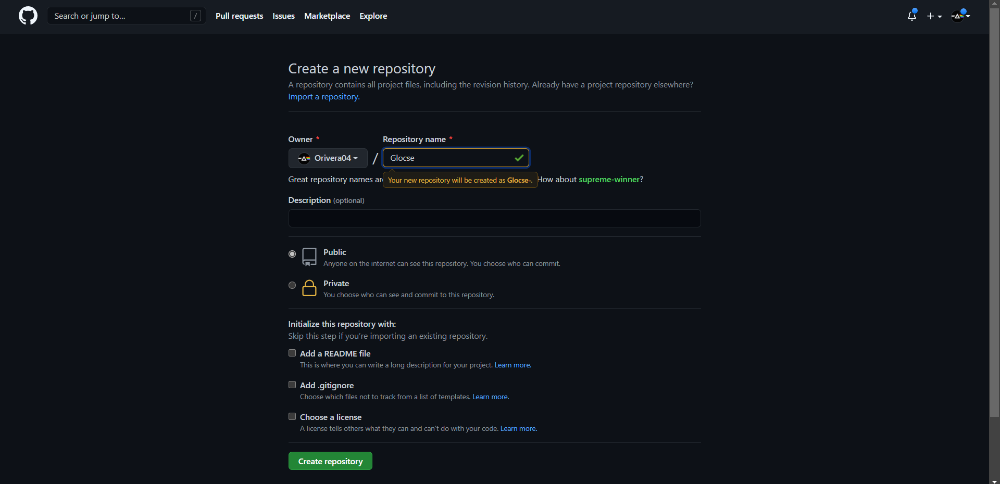 Search or jump to... /
Pull requests Issues Marketplace Explore
Create a new repository
A repository contains all project files, including the revision history. Already have a project repository elsewhere?
Import a repository.
Owner * Repository name *
Orivera04 / Glocse
Great repository names ar
Your new repository will be created as Glocse-.
How about supreme-winner?
Description (optional)
Public
Anyone on the internet can see this repository. You choose who can commit.
Private
You choose who can see and commit to this repository.
Initialize this repository with:
Skip this step if you're importing an existing repository.
Add a README file
This is where you can write a long description for your project. Learn more.
Add .gitignore
Choose which files not to track from a list of templates. Learn more.
Choose a license
A license tells others what they can and can't do with your code. Learn more.
Create repository